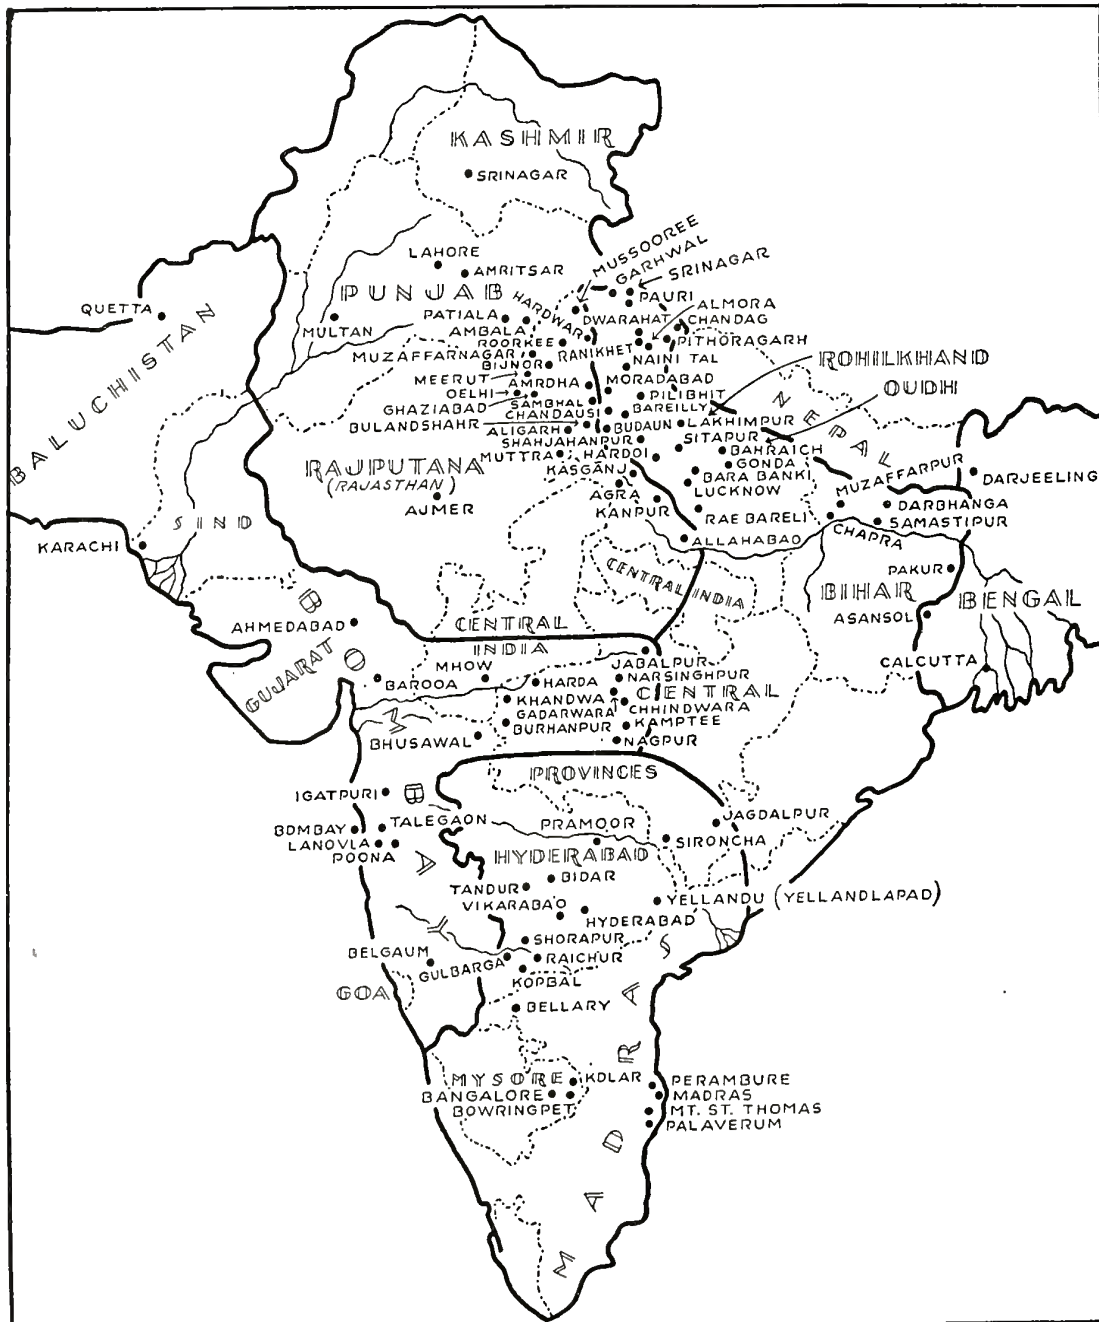 KASHMIR
SRINAGAR
LAHORE
AMRITSAR
MUSSOOREE
GARHWAL
SRINAGAR
PUNJAB
HARDWAR
PAURI
ALMORA
QUETTA
MULTAN
PATIALA
DWARAHAT
CHANDAG
AMBALA
ROORKEE
RANIKHET
PITHORAGARH
MUZAFFARNAGAR
BIJNOR
NAINI TAL
ROHILKHAND
MEERUT
AMRDHA
MORADABAD
OUDH
OELHI
SAMBHAL
PILIBHIT
GHAZIABAD
CHANDAUSI
BAREILLY
BULANDSHAHR
ALIGARH
BUDAUN
LAKHIMPUR
NEPAL
SHAHJAHANPUR
SITAPUR
MUTTRA
HARDOI
BAHRAICH
BALUCHISTAN
RAJPUTANA
(RAJASTHAN)
KASGANJ
GONDA
BARA BANKI
MUZAFFARPUR
DARJEELING
AGRA
LUCKNOW
AJMER
KANPUR
DARBHANGA
SIND
RAE BARELI
SAMASTIPUR
KARACHI
ALLAHABAD
CHAPRA
CENTRAL INDIA
PAKUR
BIHAR
BENGAL
AHMEDABAD
CENTRAL
INDIA
ASANSOL
GUJARAT
BOMBAY
MHOW
JABALPUR
CALCUTTA
BAROOA
HARDA
NARSINGHPUR
KHANDWA
CENTRAL
GADARWARA
CHHINDWARA
BURHANPUR
KAMPTEE
BHUSAWAL
NAGPUR
PROVINCES
IGATPURI
JAGDALPUR
BDMBAY
TALEGAON
PRAMOOR
LANOVLA
SIRONCHA
POONA
HYDERABAD
BIDAR
TANDUR
VIKARABAD
YELLANDU (YELLANDLAPAD)
HYDERABAD
SHORAPUR
BELGAUM
GULBARGA
RAICHUR
KOPBAL
GOA
BELLARY
MADRAS
MYSORE
KDLAR
PERAMBURE
BANGALORE
MADRAS
BOWRINGPET
MT. ST. THOMAS
PALAVERUM